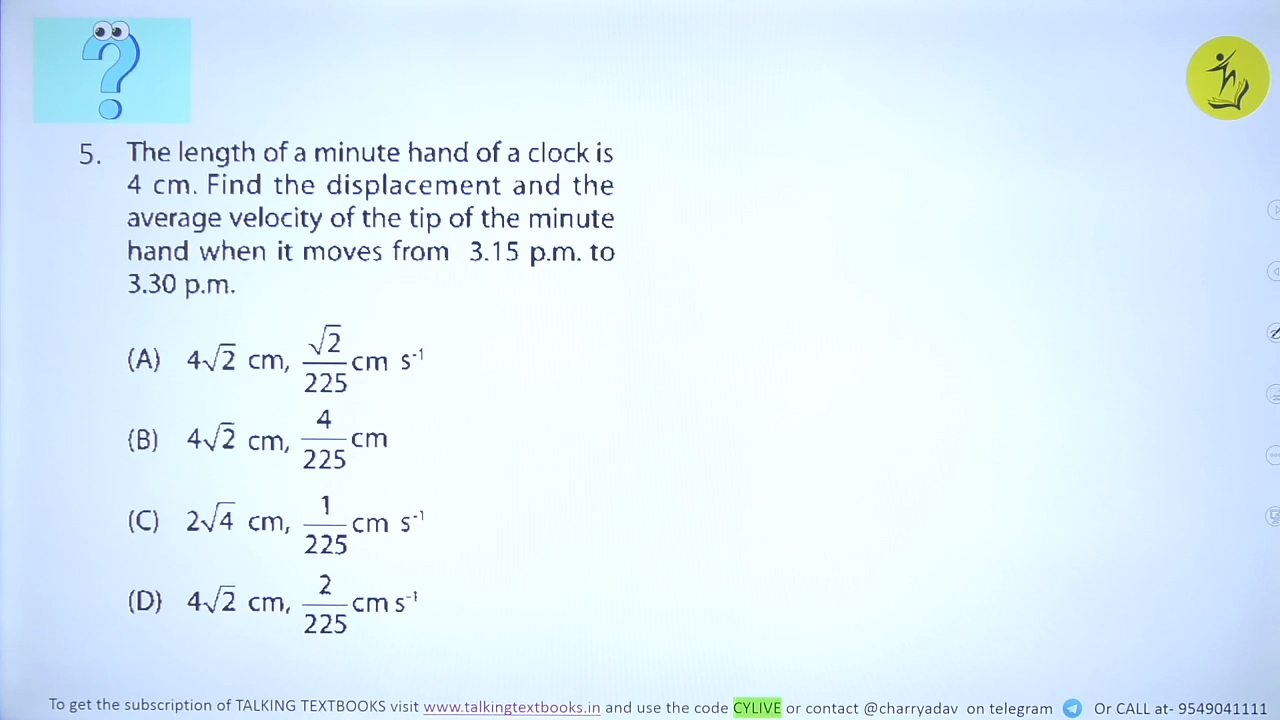 5. The length of a minute hand of a clock is
4 cm. Find the displacement and the
average velocity of the tip of the minute
hand when it moves from 3.15 p.m. to
3.30 p.m.
(A) 4√2 cm, √2/225 cm s⁻¹
(B) 4√2 cm, 4/225 cm
(C) 2√4 cm, 1/225 cm s⁻¹
(D) 4√2 cm, 2/225 cm s⁻¹
To get the subscription of TALKING TEXTBOOKS visit www.talkingtextbooks.in and use the code CYLIVE or contact @charryadav on telegram Or CALL at- 9549041111